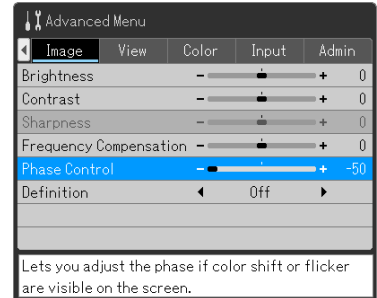 Advanced Menu
Image View Color Input Admin
Brightness - + 0
Contrast - + 0
Sharpness - + 0
Frequency Compensation - + 0
Phase Control - + -50
Definition Off
Lets you adjust the phase if color shift or flicker
are visible on the screen.